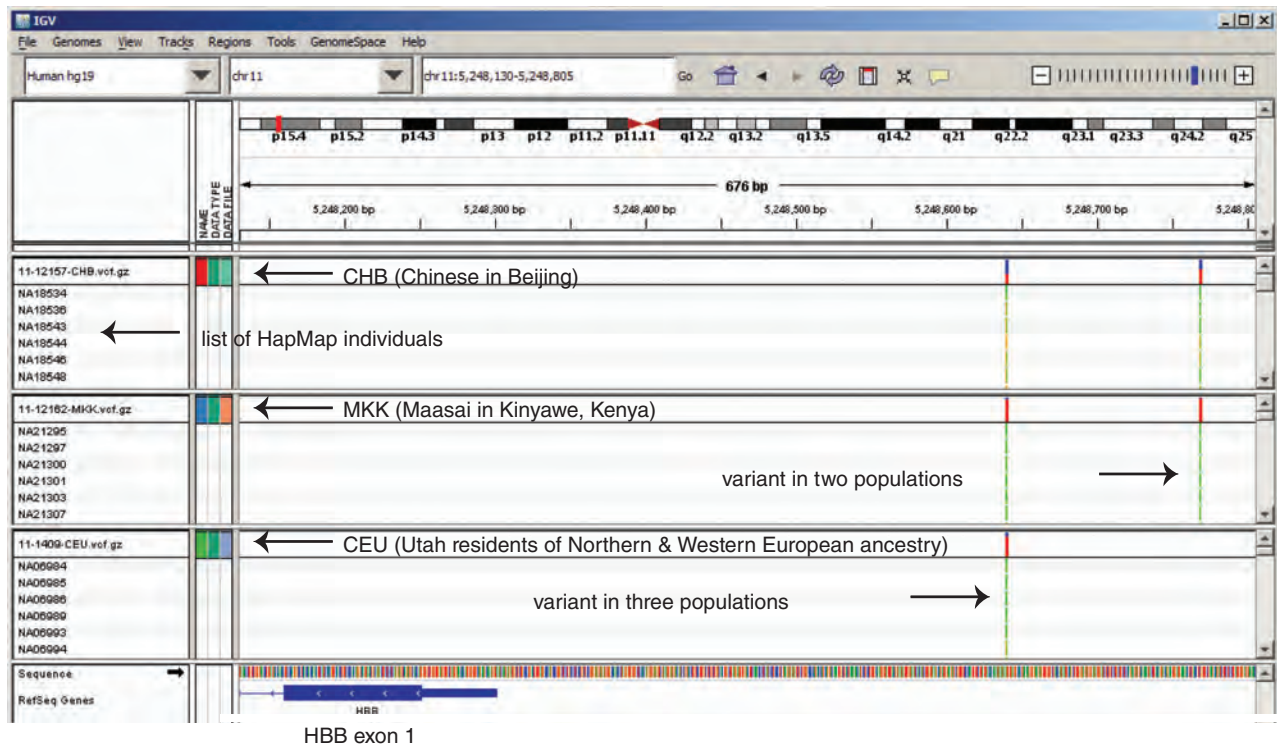 IGV
File Genomes View Tracks Regions Tools GenomeSpace Help
Human hg19 chr11 chr11:5,248,130-5,248,805 Go
p15.4 p15.2 p14.3 p13 p12 p11.2 p11.11 q12.2 q13.2 q13.5 q14.2 q21 q22.2 q23.1 q23.3 q24.2 q25
NAME
DATA TYPE
DATA FILE
676 bp
5,248,200 bp 5,248,300 bp 5,248,400 bp 5,248,500 bp 5,248,600 bp 5,248,700 bp 5,248,80
11-12157-CHB.vcf.gz CHB (Chinese in Beijing)
NA18534
NA18536
NA18543
list of HapMap individuals
NA18544
NA18546
NA18548
11-12162-MKK.vcf.gz MKK (Maasai in Kinyawe, Kenya)
NA21295
NA21297
NA21300
NA21301 variant in two populations
NA21303
NA21307
11-1409-CEU.vcf.gz CEU (Utah residents of Northern & Western European ancestry)
NA06984
NA06985
NA06986 variant in three populations
NA06989
NA06993
NA06994
Sequence
RefSeq Genes
HBB
HBB exon 1